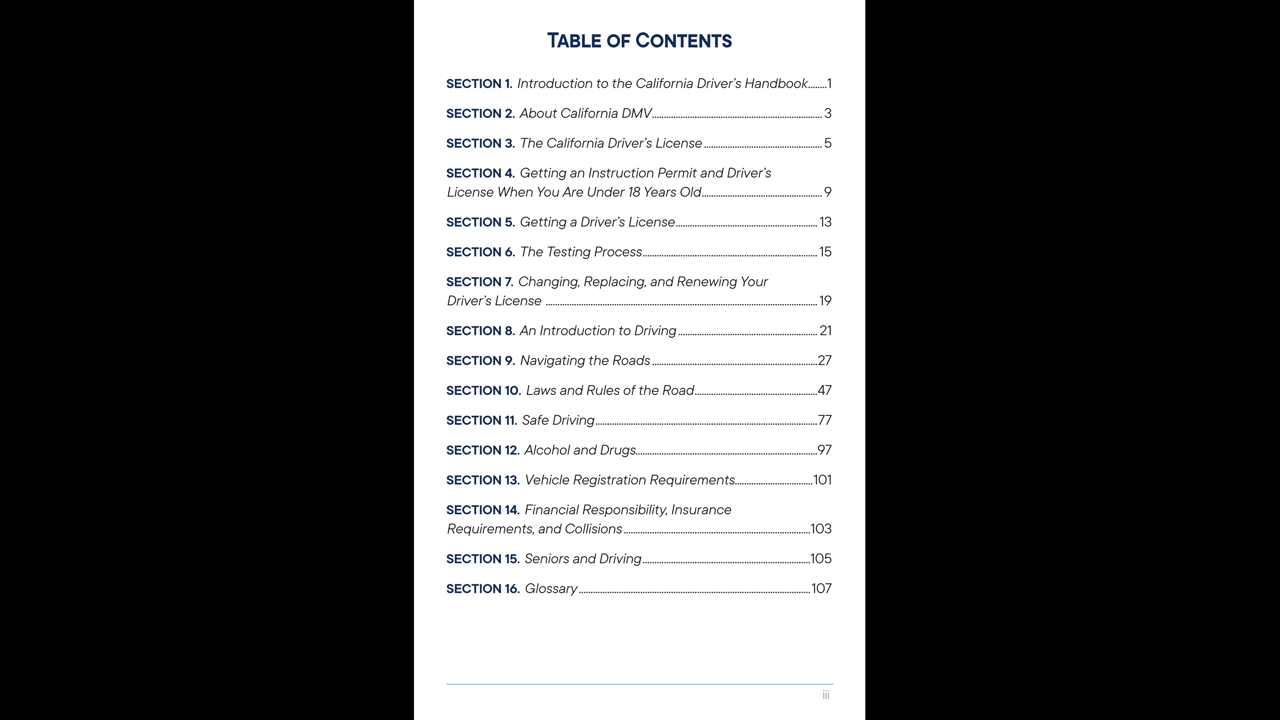 TABLE OF CONTENTS
SECTION 1. Introduction to the California Driver's Handbook........1
SECTION 2. About California DMV........ 3
SECTION 3. The California Driver's License ........ 5
SECTION 4. Getting an Instruction Permit and Driver's
License When You Are Under 18 Years Old........ 9
SECTION 5. Getting a Driver's License........ 13
SECTION 6. The Testing Process........ 15
SECTION 7. Changing, Replacing, and Renewing Your
Driver's License ........ 19
SECTION 8. An Introduction to Driving........ 21
SECTION 9. Navigating the Roads........27
SECTION 10. Laws and Rules of the Road........47
SECTION 11. Safe Driving........77
SECTION 12. Alcohol and Drugs........97
SECTION 13. Vehicle Registration Requirements........101
SECTION 14. Financial Responsibility, Insurance
Requirements, and Collisions........103
SECTION 15. Seniors and Driving........105
SECTION 16. Glossary........ 107
iii